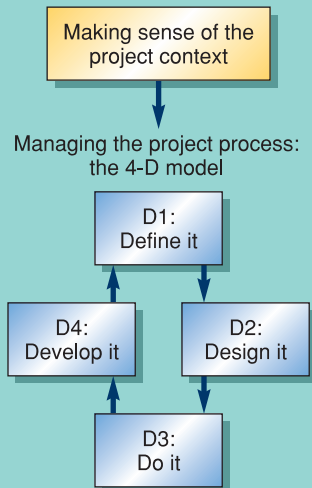 Making sense of the
project context
Managing the project process:
the 4-D model
D1:
Define it
D4:
Develop it
D2:
Design it
D3:
Do it